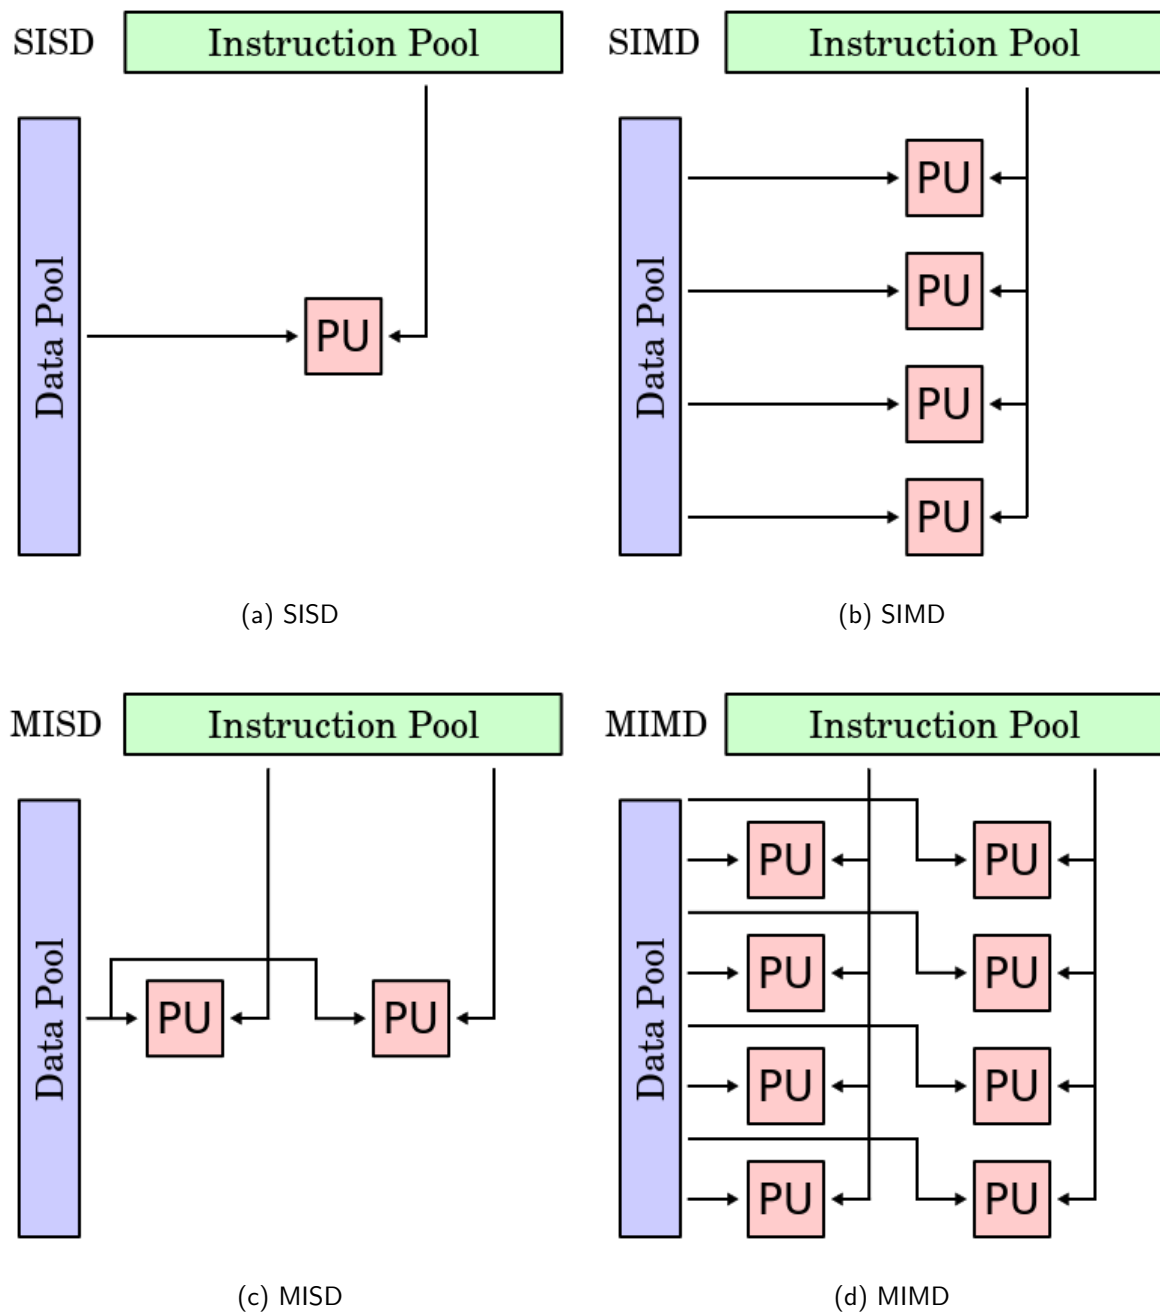 SISD Instruction Pool
Data Pool
PU
(a) SISD
SIMD Instruction Pool
Data Pool
PU
PU
PU
PU
(b) SIMD
MISD Instruction Pool
Data Pool
PU PU
(c) MISD
MIMD Instruction Pool
Data Pool
PU PU
PU PU
PU PU
PU PU
(d) MIMD